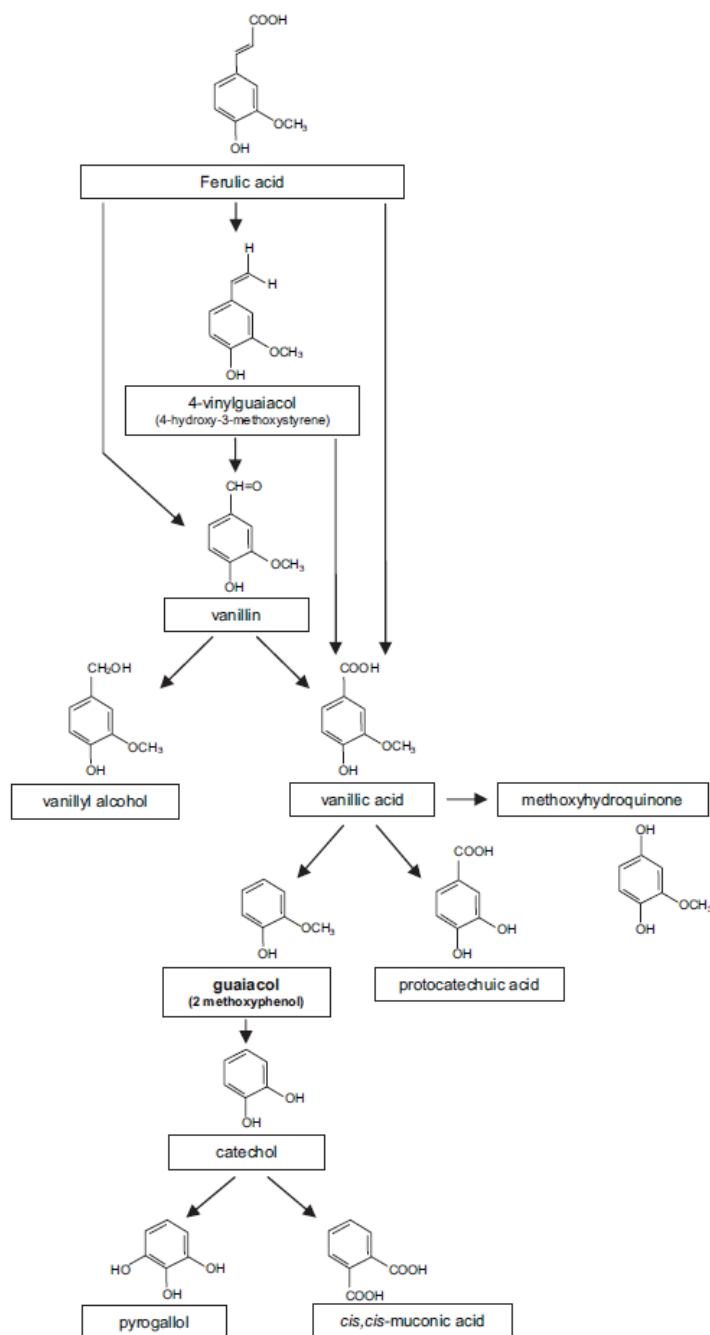 COOH
OCH₃
OH
Ferulic acid
H
H
OCH₃
OH
4-vinylguaiacol
(4-hydroxy-3-methoxystyrene)
CH=O
OCH₃
OH
vanillin
CH₂OH
OCH₃
OH
vanillyl alcohol
COOH
OCH₃
OH
vanillic acid
methoxyhydroquinone
OH
OCH₃
OH
OCH₃
OH
guaiacol
(2 methoxyphenol)
COOH
OH
OH
protocatechuic acid
OH
OH
catechol
HO
OH
OH
pyrogallol
COOH
COOH
cis,cis-muconic acid